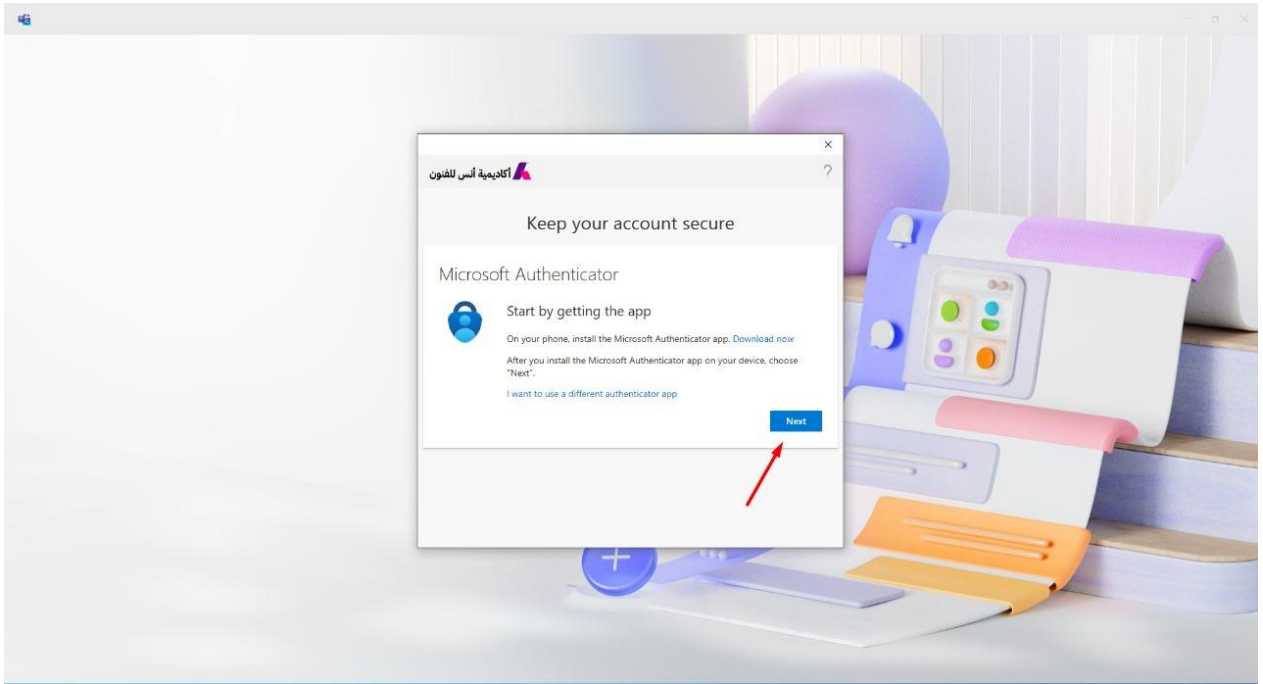 أكاديمية أنس للفنون
?
Keep your account secure
Microsoft Authenticator
Start by getting the app
On your phone, install the Microsoft Authenticator app. Download now
After you install the Microsoft Authenticator app on your device, choose
"Next".
I want to use a different authenticator app
Next